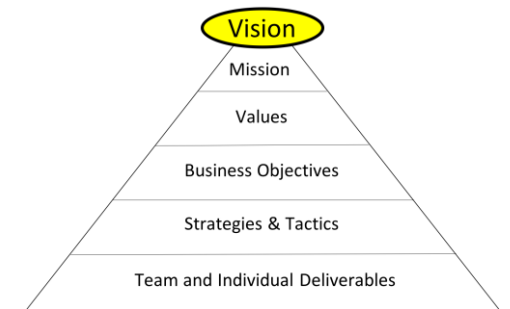 Vision
Mission
Values
Business Objectives
Strategies & Tactics
Team and Individual Deliverables